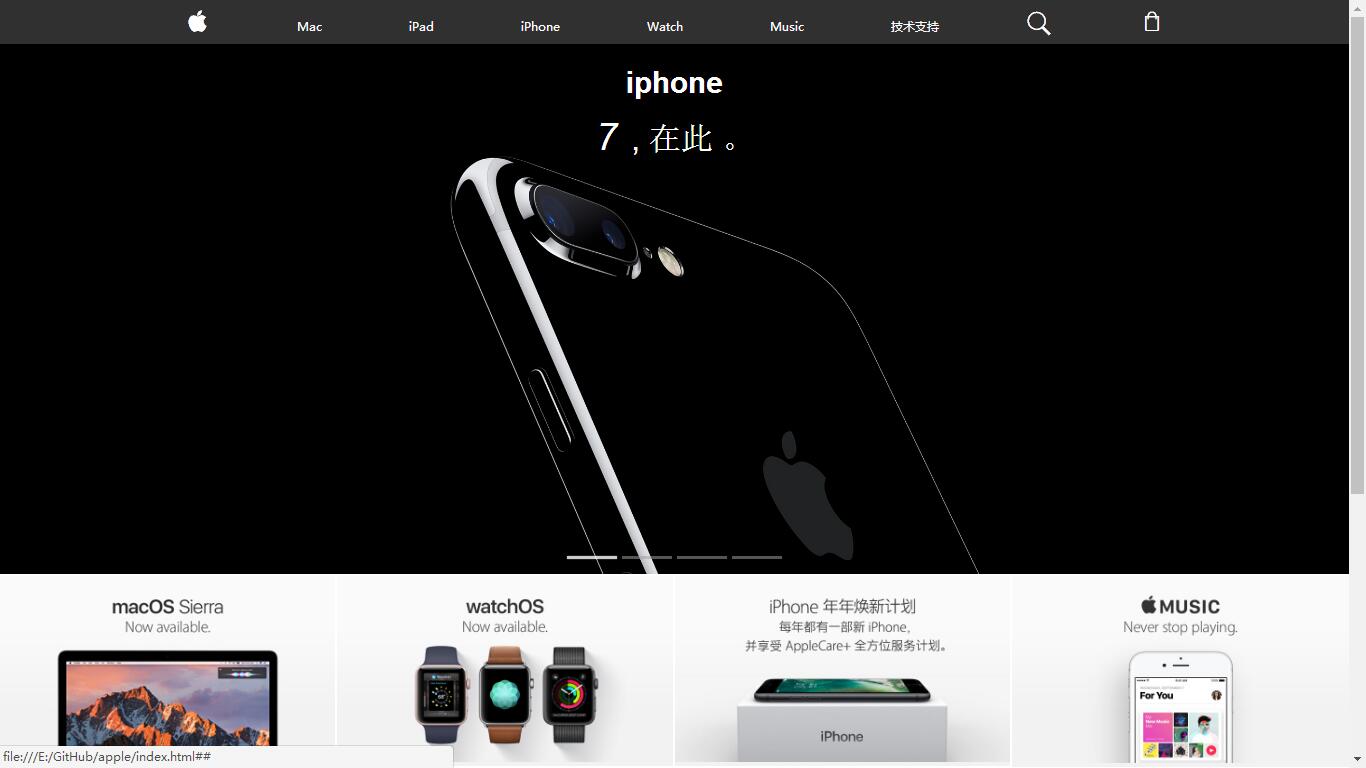 Mac iPad iPhone Watch Music 技术支持
iphone
7 , 在此 。
macOS Sierra
Now available.
watchOS
Now available.
iPhone 年年焕新计划
每年都有一部新 iPhone,
并享受 AppleCare+ 全方位服务计划。
MUSIC
Never stop playing.
For You
iPhone
file:///E:/GitHub/apple/index.html##